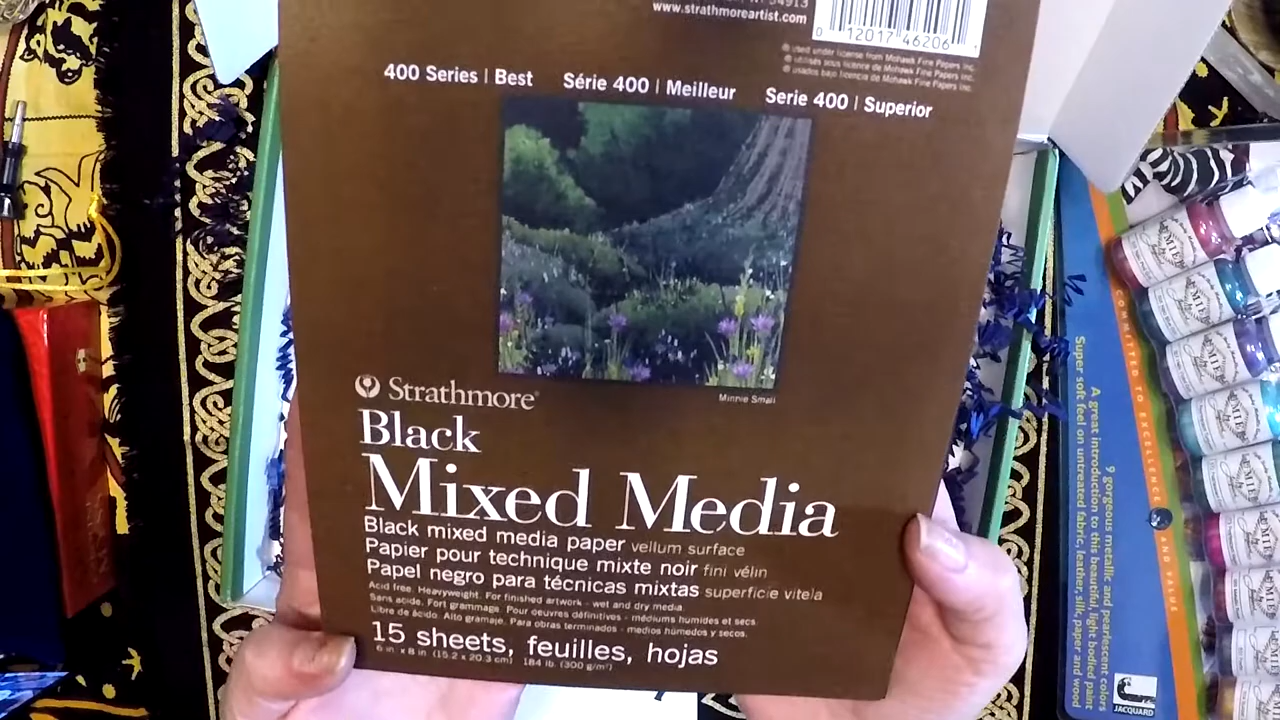 www.strathmoreartist.com
0 12017 46206 1
® used under license from Mohawk Fine Papers Inc.
® utilisés sous licence de Mohawk Fine Papers Inc.
® usados bajo licencia de Mohawk Fine Papers Inc.
400 Series | Best Série 400 | Meilleur Serie 400 | Superior
Minnie Small
Strathmore®
Black
Mixed Media
Black mixed media paper vellum surface
Papier pour technique mixte noir fini vélin
Papel negro para técnicas mixtas superficie vitela
Acid free. Heavyweight. For finished artwork - wet and dry media.
Sans acide. Fort grammage. Pour oeuvres définitives - médiums humides et secs.
Libre de ácido. Alto gramaje. Para obras terminados - medios húmedos y secos.
15 sheets, feuilles, hojas
6 in. x 8 in. (15.2 x 20.3 cm) 184 lb. (300 g/m²)
COMMITTED TO EXCELLENCE AND VALUE
9 gorgeous metallic and pearlescent colors
A great introduction to this beautiful, light bodied paint
Super soft feel on untreated fabric, leather, silk, paper and wood
JACQUARD